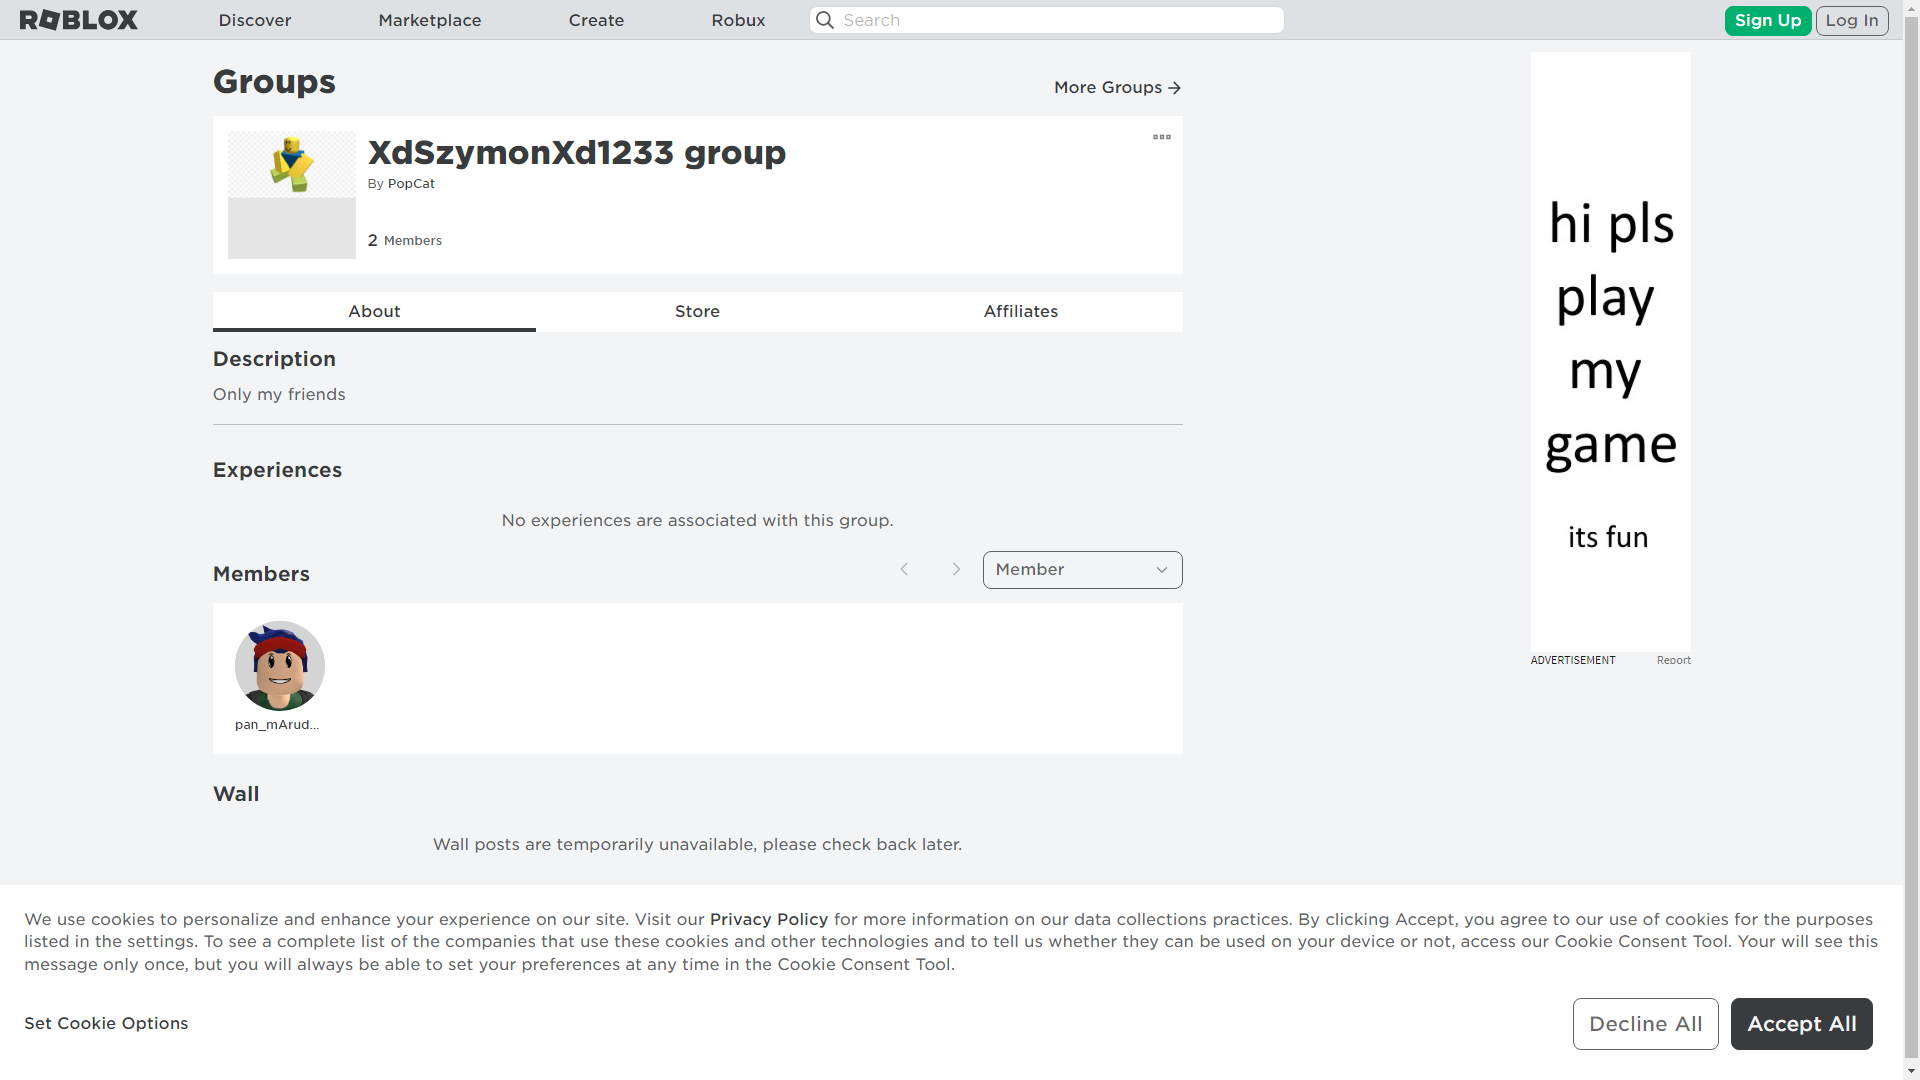 ROBLOX
Discover
Marketplace
Create
Robux
Search
Sign Up
Log In
Groups
More Groups
XdSzymonXd1233 group
By PopCat
2 Members
About
Store
Affiliates
Description
Only my friends
Experiences
No experiences are associated with this group.
Members
Member
pan_mArud...
Wall
Wall posts are temporarily unavailable, please check back later.
hi pls
play
my
game
its fun
ADVERTISEMENT
Report
We use cookies to personalize and enhance your experience on our site. Visit our Privacy Policy for more information on our data collections practices. By clicking Accept, you agree to our use of cookies for the purposes
listed in the settings. To see a complete list of the companies that use these cookies and other technologies and to tell us whether they can be used on your device or not, access our Cookie Consent Tool. Your will see this
message only once, but you will always be able to set your preferences at any time in the Cookie Consent Tool.
Set Cookie Options
Decline All
Accept All